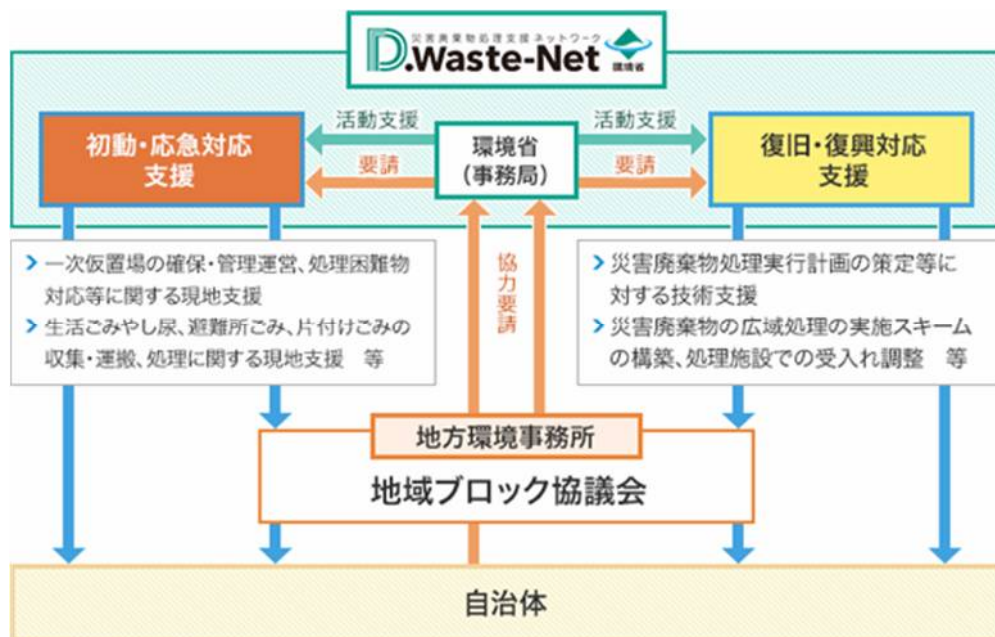 災害廃棄物処理支援ネットワーク
D.Waste-Net
環境省
初動・応急対応
支援
活動支援
要請
環境省
(事務局)
活動支援
要請
復旧・復興対応
支援
一次仮置場の確保・管理運営、処理困難物
対応等に関する現地支援
生活ごみやし尿、避難所ごみ、片付けごみの
収集・運搬、処理に関する現地支援 等
協力要請
災害廃棄物処理実行計画の策定等に
対する技術支援
災害廃棄物の広域処理の実施スキーム
の構築、処理施設での受入れ調整 等
地方環境事務所
地域ブロック協議会
自治体